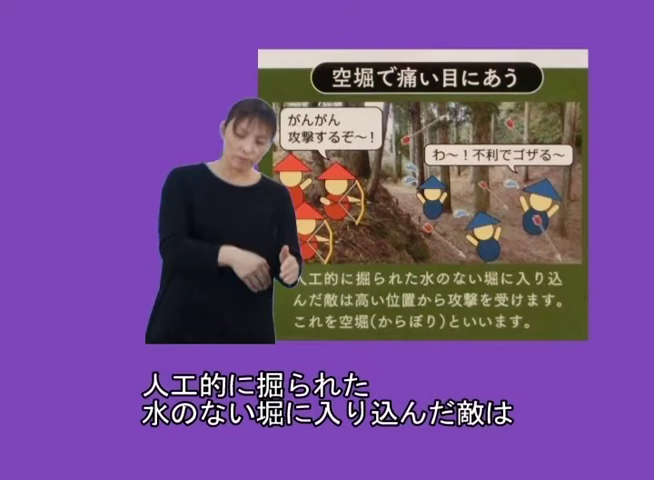 空堀で痛い目にあう
がんがん
攻撃するぞ～！
わ～！不利でゴザる～
人工的に掘られた水のない堀に入り込
んだ敵は高い位置から攻撃を受けます。
これを空堀(からぼり)といいます。
人工的に掘られた
水のない堀に入り込んだ敵は